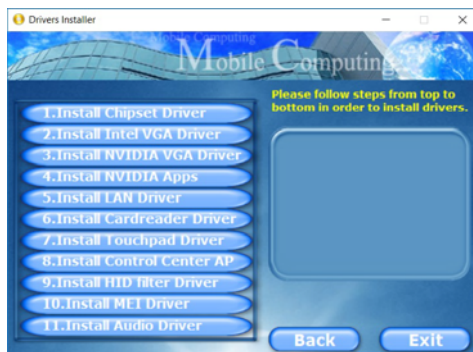 Drivers Installer
Mobile Computing
Mobile Computing
Please follow steps from top to
bottom in order to install drivers.
1.Install Chipset Driver
2.Install Intel VGA Driver
3.Install NVIDIA VGA Driver
4.Install NVIDIA Apps
5.Install LAN Driver
6.Install Cardreader Driver
7.Install Touchpad Driver
8.Install Control Center AP
9.Install HID filter Driver
10.Install MEI Driver
11.Install Audio Driver
Back
Exit